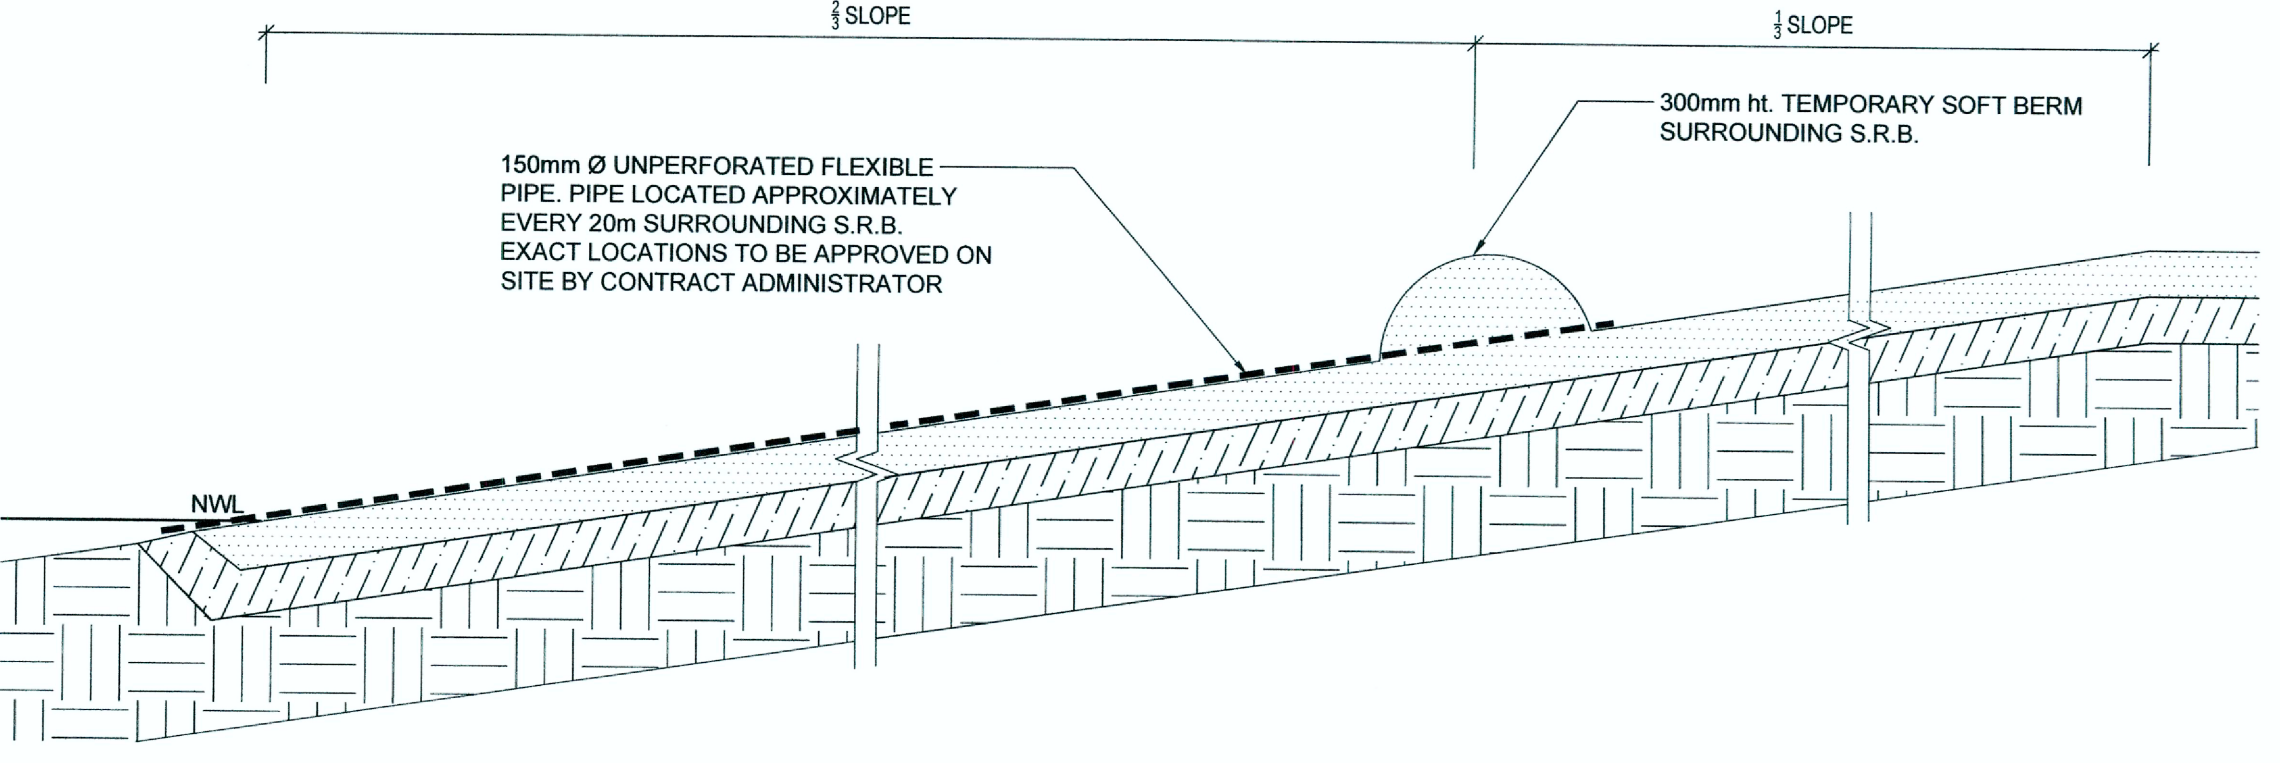 ⅔ SLOPE
⅓ SLOPE
300mm ht. TEMPORARY SOFT BERM
SURROUNDING S.R.B.
150mm Ø UNPERFORATED FLEXIBLE
PIPE. PIPE LOCATED APPROXIMATELY
EVERY 20m SURROUNDING S.R.B.
EXACT LOCATIONS TO BE APPROVED ON
SITE BY CONTRACT ADMINISTRATOR
NWL